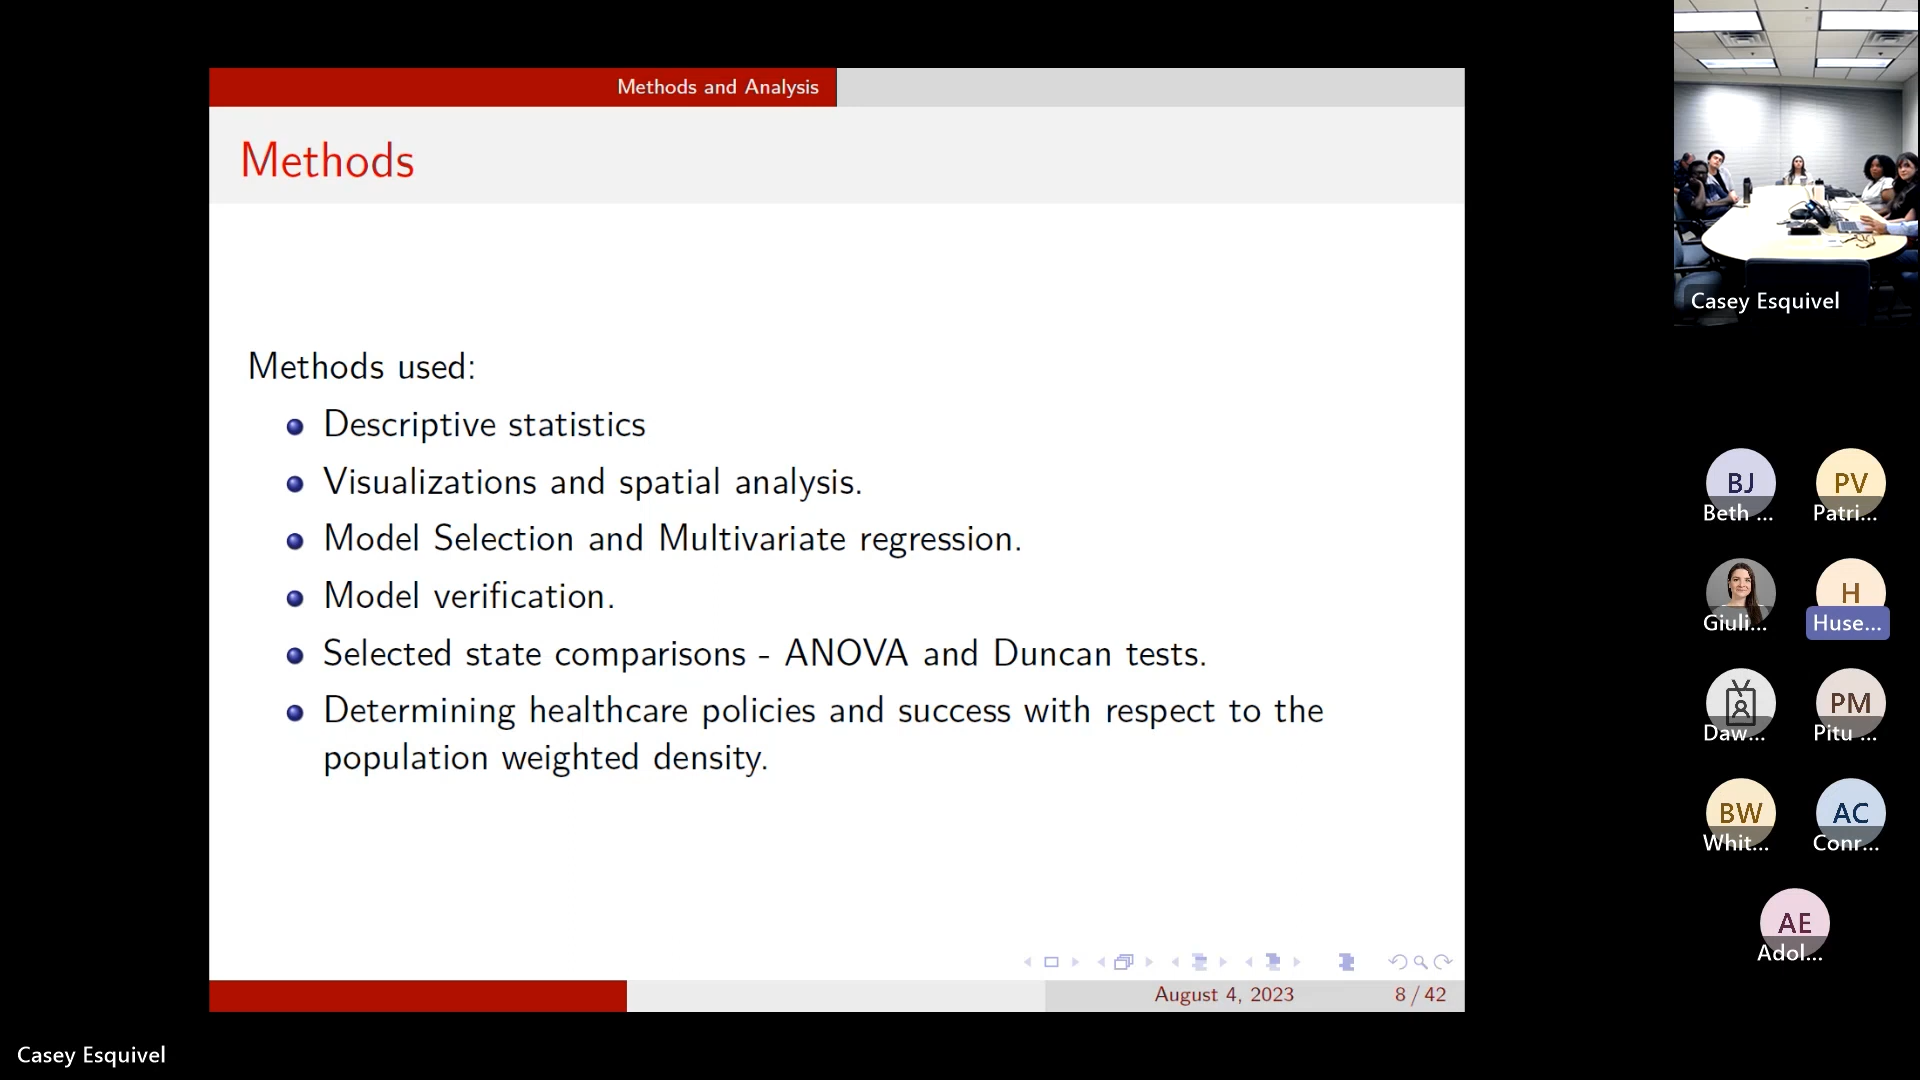 Methods and Analysis
Methods
Methods used:
Descriptive statistics
Visualizations and spatial analysis.
Model Selection and Multivariate regression.
Model verification.
Selected state comparisons - ANOVA and Duncan tests.
Determining healthcare policies and success with respect to the
population weighted density.
August 4, 2023 8 / 42
Casey Esquivel
Casey Esquivel
BJ PV
Beth ... Patri...
H
Giuli... Huse...
PM
Daw... Pitu ...
BW AC
Whit... Conr...
AE
Adol...